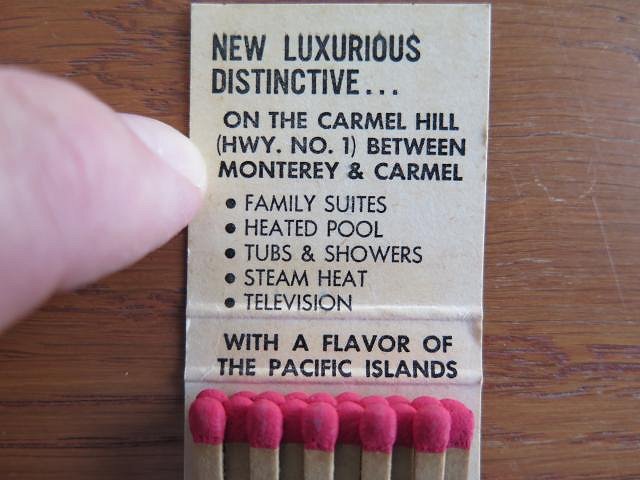 NEW LUXURIOUS
DISTINCTIVE...
ON THE CARMEL HILL
(HWY. NO. 1) BETWEEN
MONTEREY & CARMEL
• FAMILY SUITES
• HEATED POOL
• TUBS & SHOWERS
• STEAM HEAT
• TELEVISION
WITH A FLAVOR OF
THE PACIFIC ISLANDS